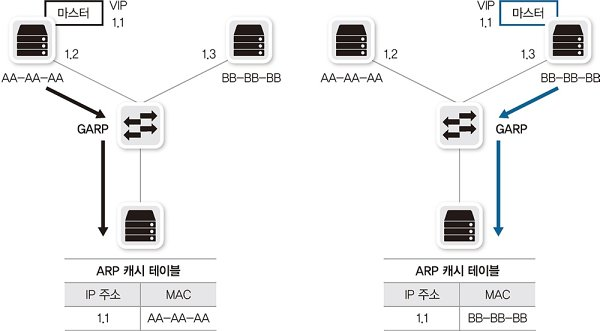 마스터
VIP
1.1
1.2
1.3
AA-AA-AA
BB-BB-BB
GARP
ARP 캐시 테이블
IP 주소 MAC
1.1 AA-AA-AA
VIP
1.1
마스터
1.2
1.3
AA-AA-AA
BB-BB-BB
GARP
ARP 캐시 테이블
IP 주소 MAC
1.1 BB-BB-BB